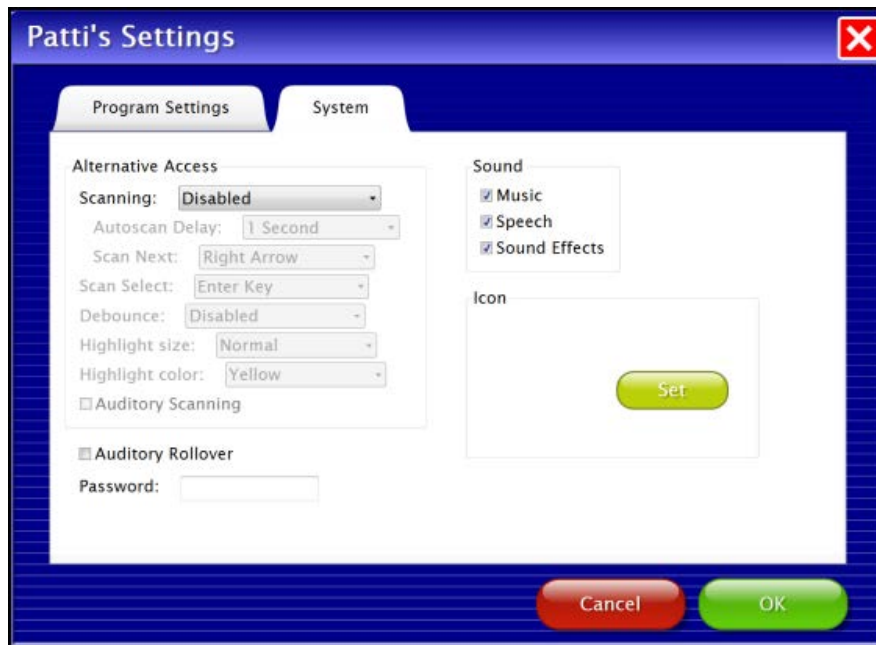 Patti's Settings
Program Settings
System
Alternative Access
Scanning: Disabled
Autoscan Delay: 1 Second
Scan Next: Right Arrow
Scan Select: Enter Key
Debounce: Disabled
Highlight size: Normal
Highlight color: Yellow
Auditory Scanning
Auditory Rollover
Password:
Sound
Music
Speech
Sound Effects
Icon
Set
Cancel
OK